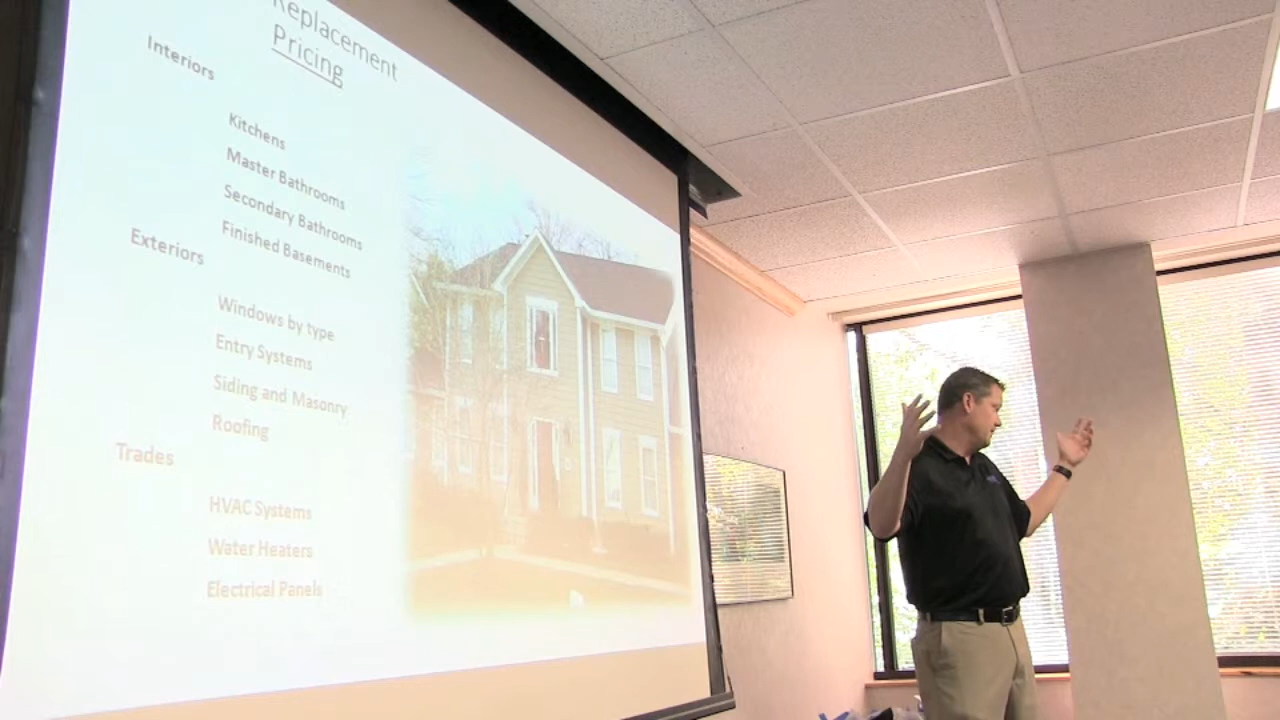 Replacement
Pricing
Interiors
Kitchens
Master Bathrooms
Secondary Bathrooms
Finished Basements
Exteriors
Windows by type
Entry Systems
Siding and Masonry
Roofing
Trades
HVAC Systems
Water Heaters
Electrical Panels